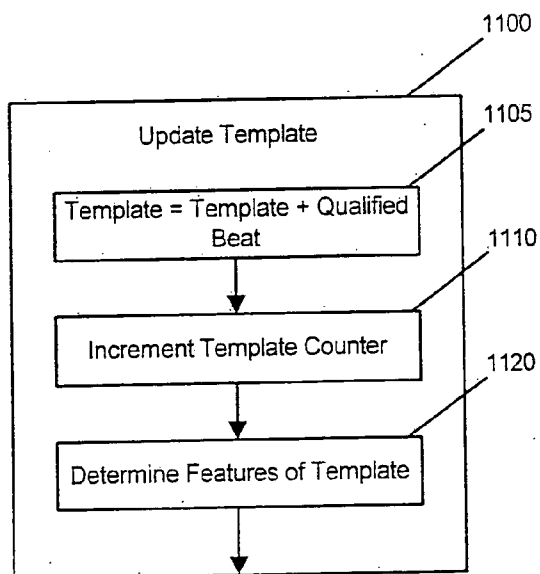 1100
Update Template
1105
Template = Template + Qualified
Beat
1110
Increment Template Counter
1120
Determine Features of Template